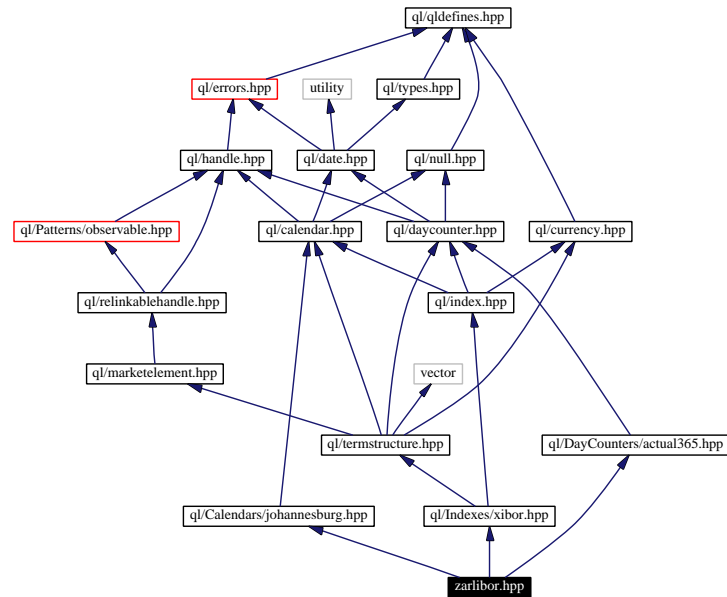 ql/qldefines.hpp
ql/errors.hpp
utility
ql/types.hpp
ql/handle.hpp
ql/date.hpp
ql/null.hpp
ql/Patterns/observable.hpp
ql/calendar.hpp
ql/daycounter.hpp
ql/currency.hpp
ql/relinkablehandle.hpp
ql/index.hpp
ql/marketelement.hpp
vector
ql/termstructure.hpp
ql/DayCounters/actual365.hpp
ql/Calendars/johannesburg.hpp
ql/Indexes/xibor.hpp
zarlibor.hpp